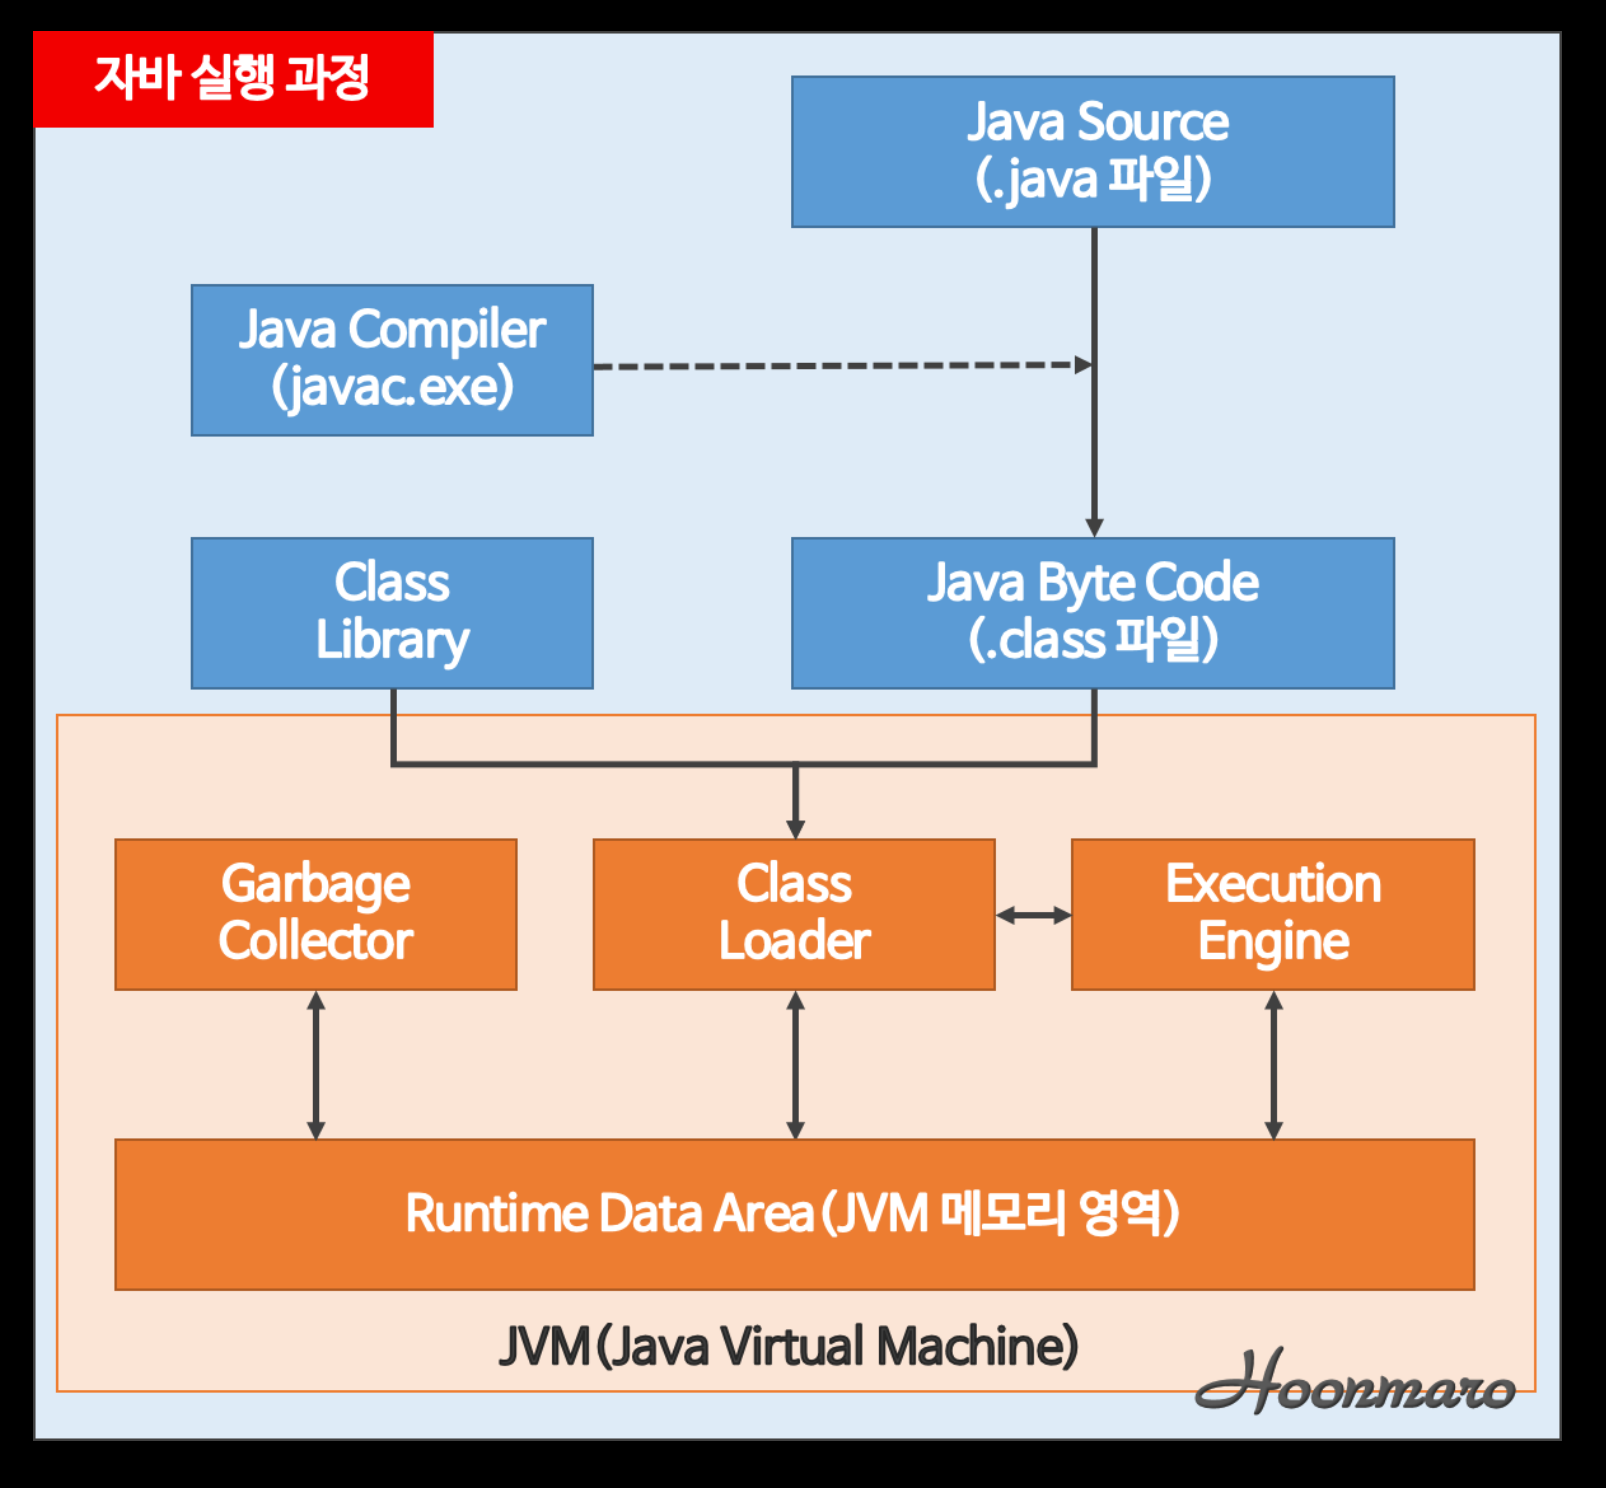 자바 실행 과정
Java Source
(.java 파일)
Java Compiler
(javac.exe)
Class
Library
Java Byte Code
(.class 파일)
Garbage
Collector
Class
Loader
Execution
Engine
Runtime Data Area(JVM 메모리 영역)
JVM(Java Virtual Machine)
Hoonmaro